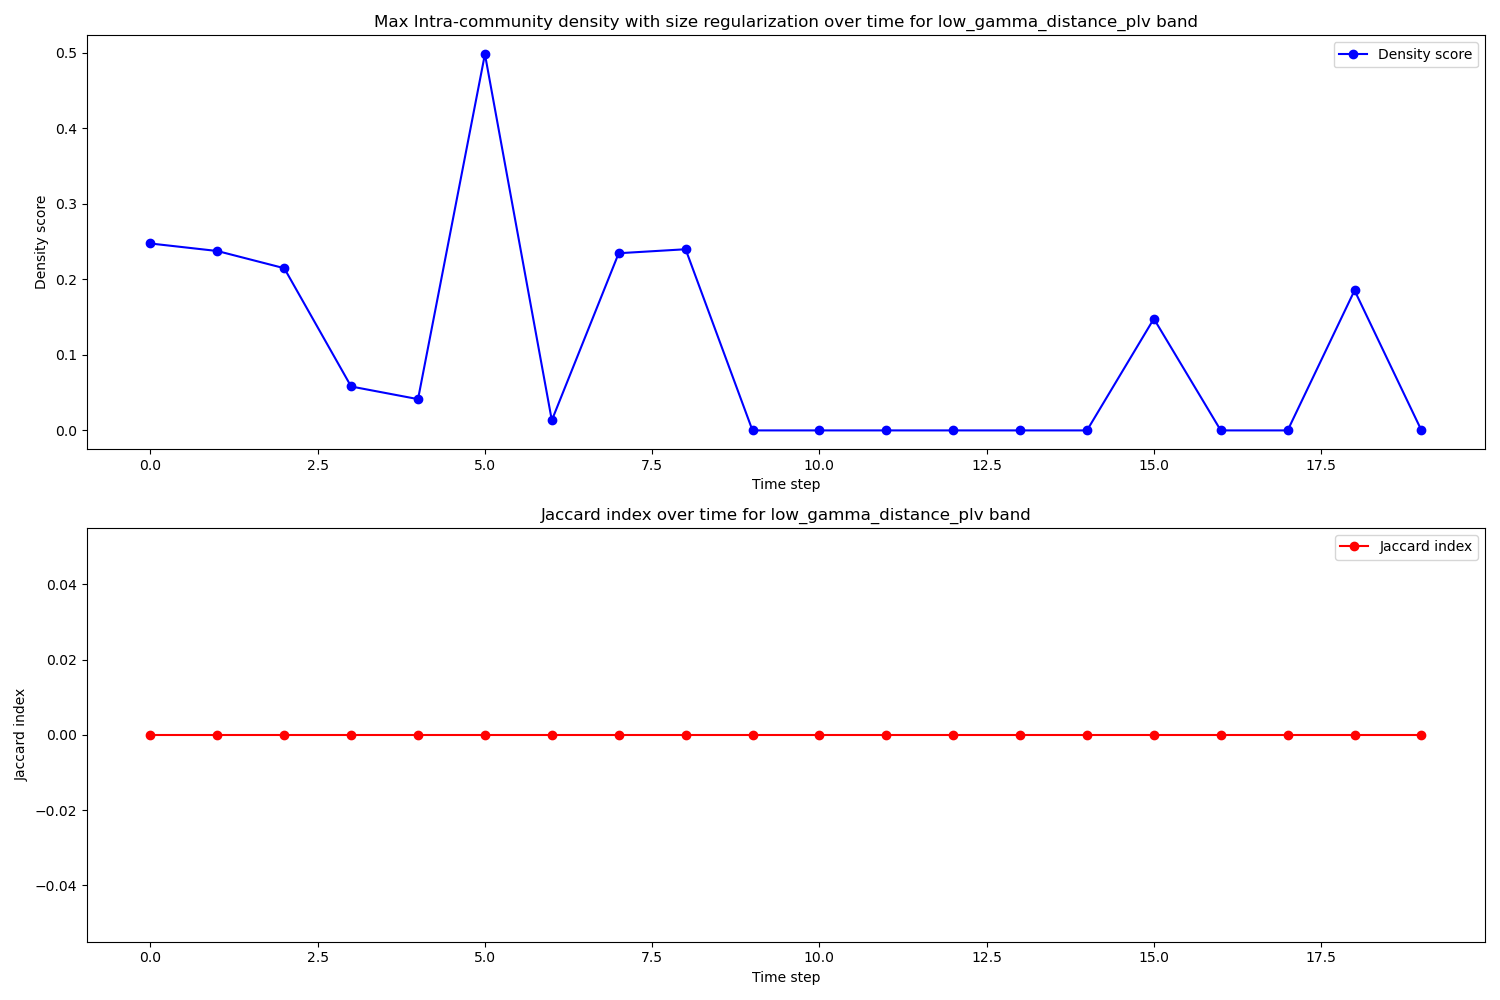 Max Intra-community density with size regularization over time for low_gamma_distance_plv band
Density score
0.5
0.4
0.3
0.2
0.1
0.0
Density score
0.0 2.5 5.0 7.5 10.0 12.5 15.0 17.5
Time step
Jaccard index over time for low_gamma_distance_plv band
Jaccard index
0.04
0.02
0.00
−0.02
−0.04
Jaccard index
0.0 2.5 5.0 7.5 10.0 12.5 15.0 17.5
Time step